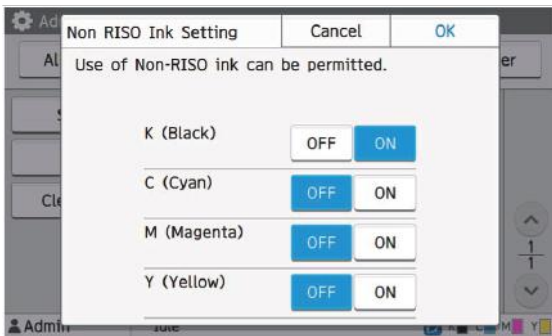 Non RISO Ink Setting Cancel OK
Use of Non-RISO ink can be permitted.
K (Black) OFF ON
C (Cyan) OFF ON
M (Magenta) OFF ON
Y (Yellow) OFF ON
1
1
Admin Idle